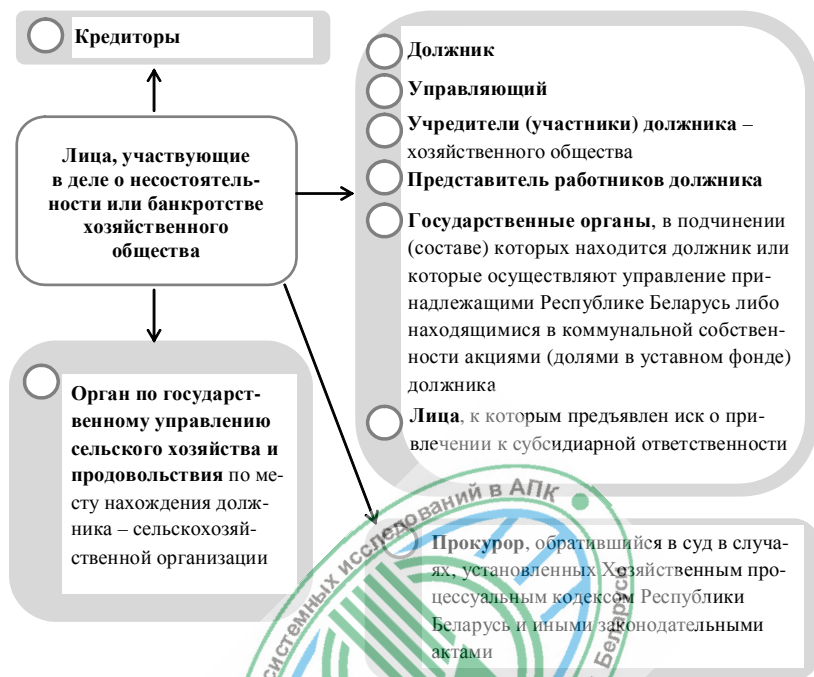 Кредиторы
Лица, участвующие
в деле о несостоятель-
ности или банкротстве
хозяйственного
общества
Должник
Управляющий
Учредители (участники) должника –
хозяйственного общества
Представитель работников должника
Государственные органы, в подчинении
(составе) которых находится должник или
которые осуществляют управление при-
надлежащими Республике Беларусь либо
находящимися в коммунальной собствен-
ности акциями (долями в уставном фонде)
должника
Лица, к которым предъявлен иск о при-
влечении к субсидиарной ответственности
Орган по государст-
венному управлению
сельского хозяйства и
продовольствия по ме-
сту нахождения долж-
ника – сельскохозяй-
ственной организации
Прокурор, обратившийся в суд в случа-
ях, установленных Хозяйственным про-
цессуальным кодексом Республики
Беларусь и иными законодательными
актами
системных исследований в АПК
Беларусь